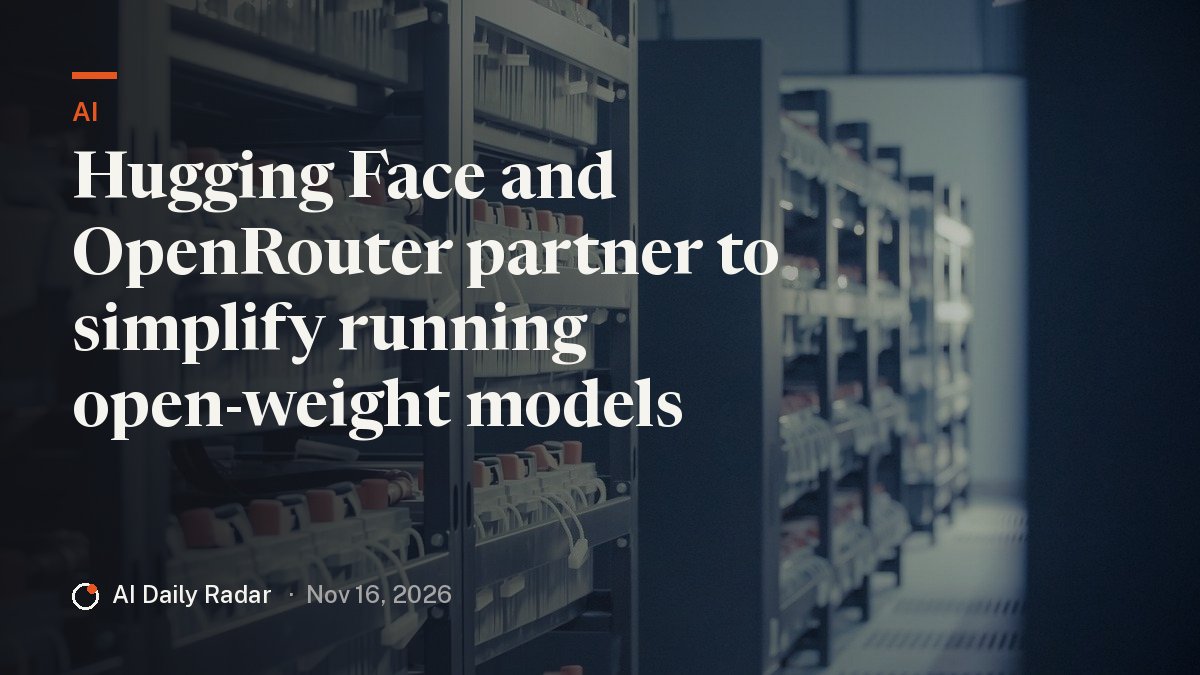 AI
Hugging Face and
OpenRouter partner to
simplify running
open-weight models
AI Daily Radar · Nov 16, 2026